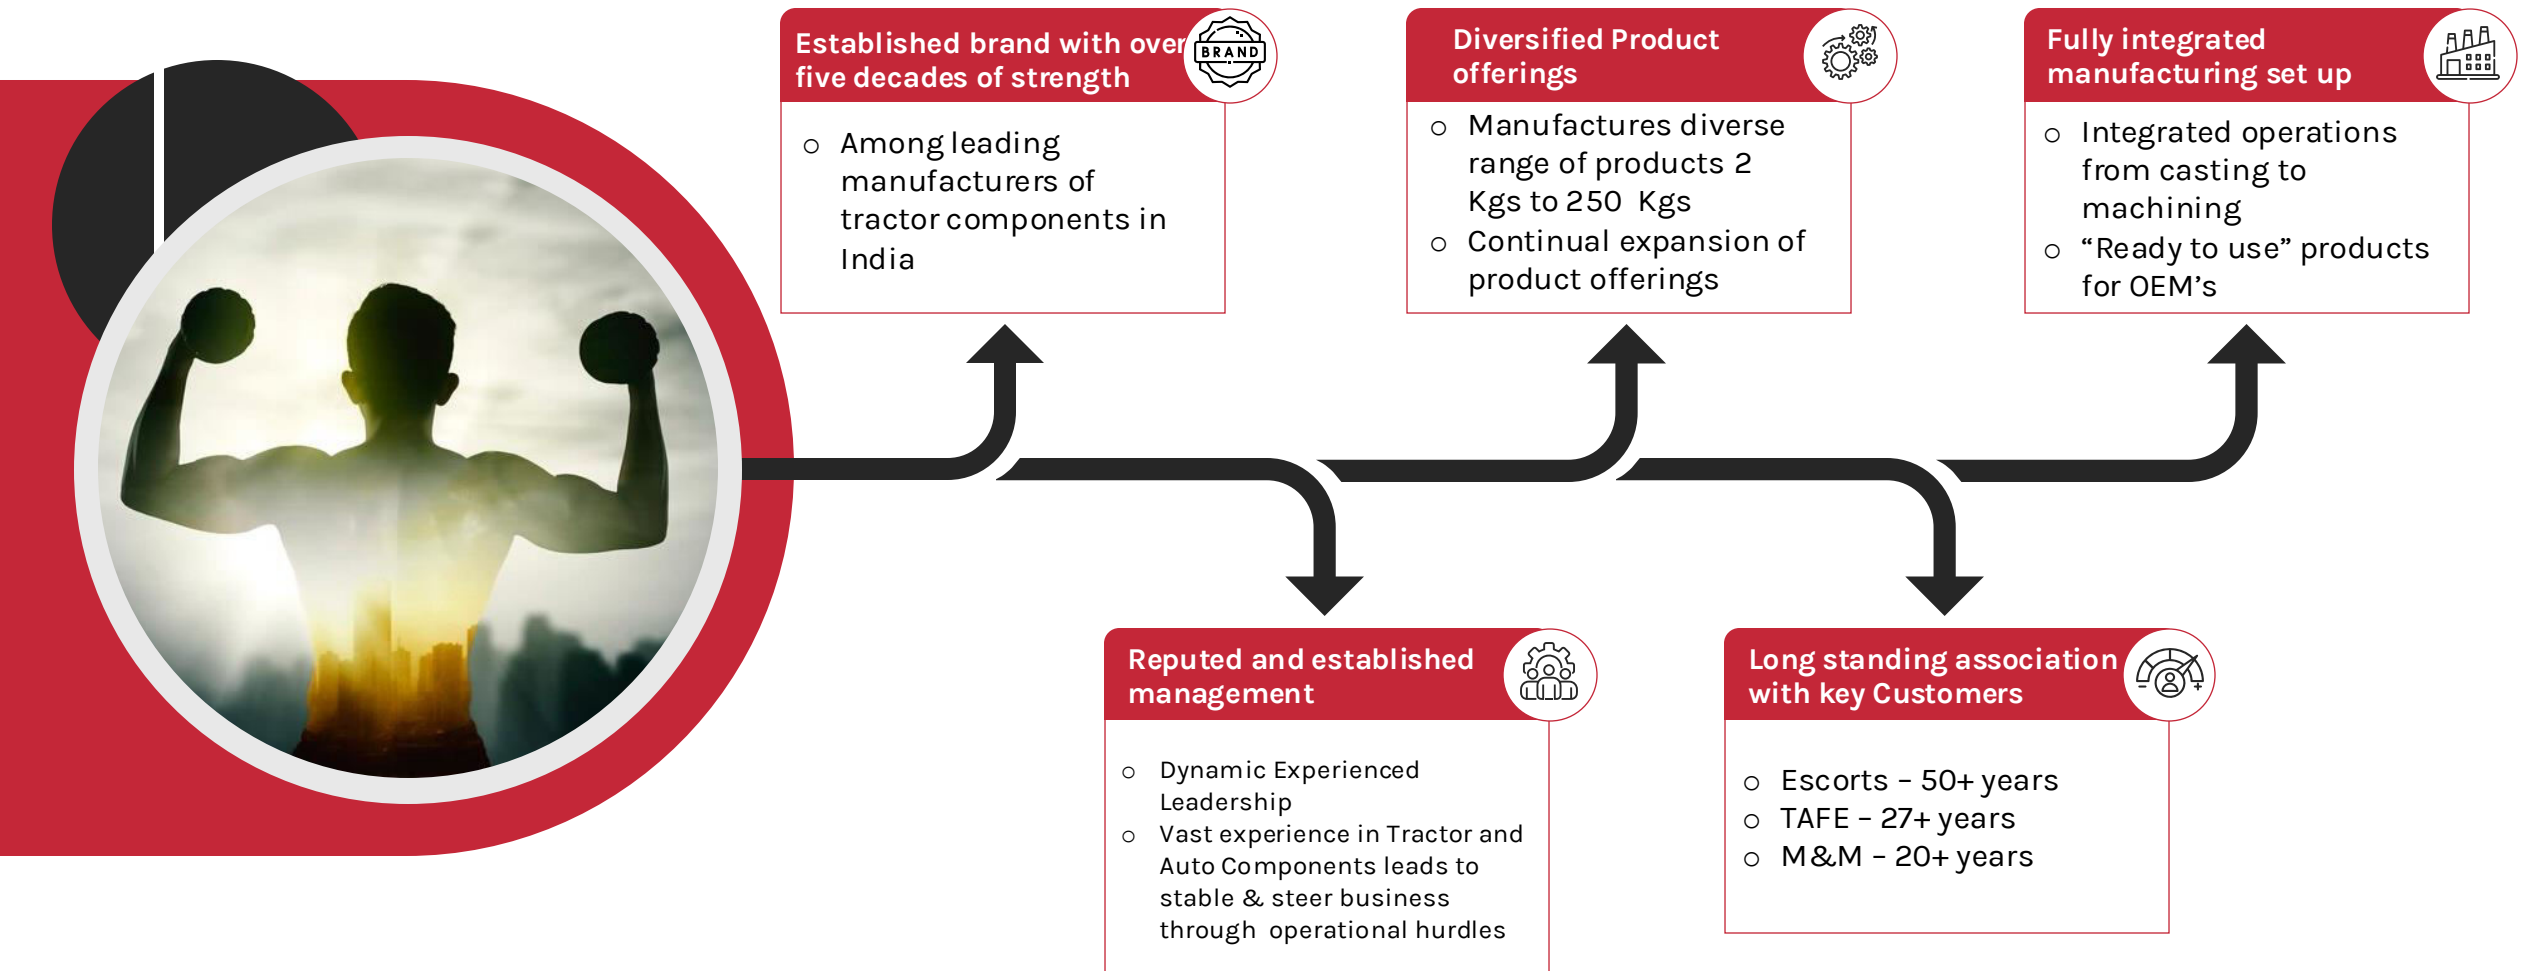 Established brand with over
five decades of strength
BRAND
○ Among leading
manufacturers of
tractor components in
India
Diversified Product
offerings
○ Manufactures diverse
range of products 2
Kgs to 250 Kgs
○ Continual expansion of
product offerings
Fully integrated
manufacturing set up
○ Integrated operations
from casting to
machining
○ “Ready to use” products
for OEM’s
Reputed and established
management
○ Dynamic Experienced
Leadership
○ Vast experience in Tractor and
Auto Components leads to
stable & steer business
through operational hurdles
Long standing association
with key Customers
○ Escorts – 50+ years
○ TAFE – 27+ years
○ M&M – 20+ years